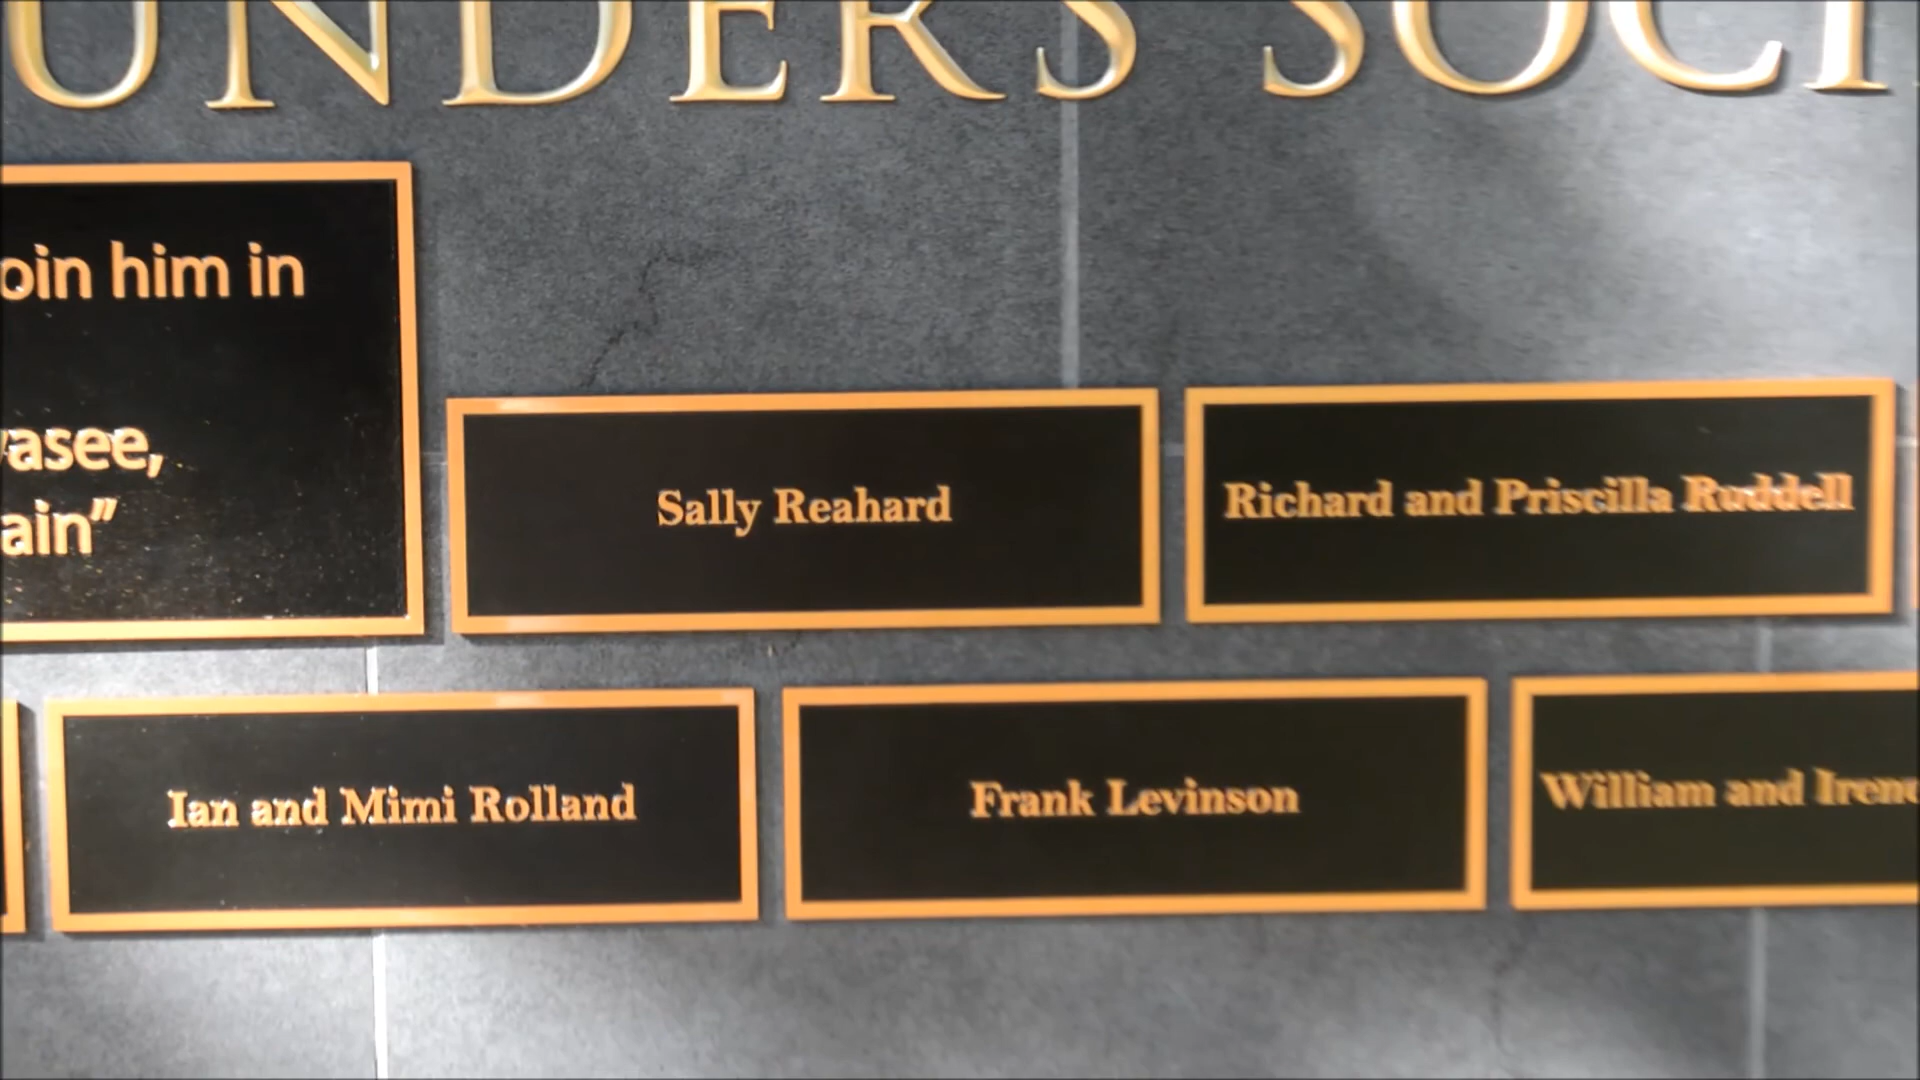 UNDERS SOCI
oin him in
vasee,
ain”
Sally Reahard
Richard and Priscilla Ruddell
Ian and Mimi Rolland
Frank Levinson
William and Irene